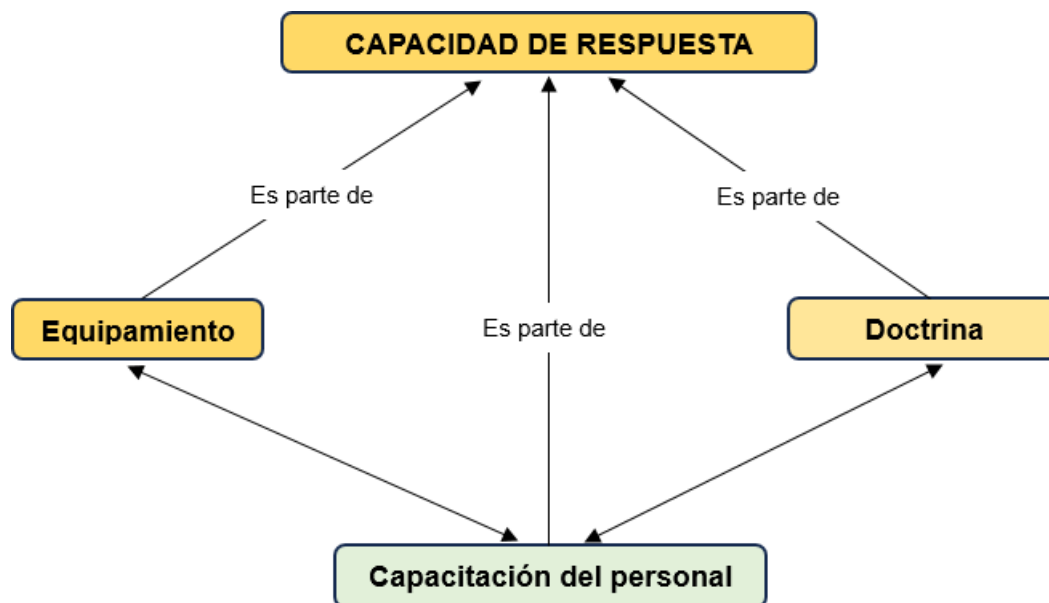 CAPACIDAD DE RESPUESTA
Es parte de
Es parte de
Equipamiento
Es parte de
Doctrina
Capacitación del personal